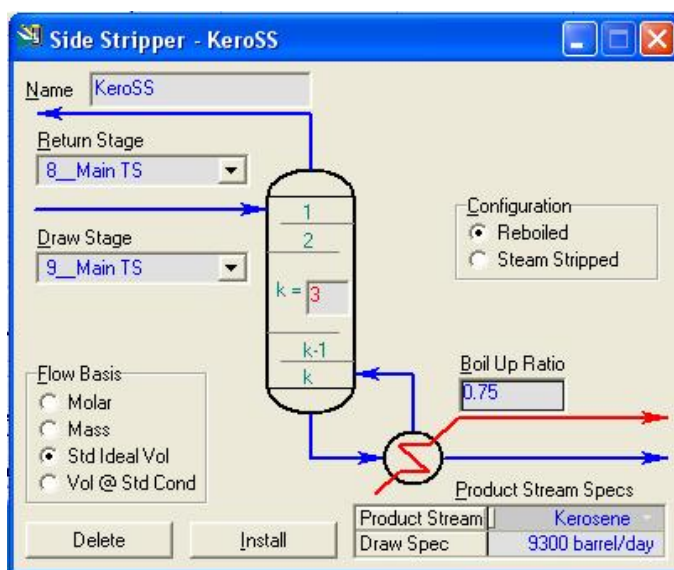 Side Stripper - KeroSS
Name KeroSS
Return Stage
8__Main TS
Draw Stage
9__Main TS
1
2
k = 3
k-1
k
Configuration
Reboiled
Steam Stripped
Flow Basis
Molar
Mass
Std Ideal Vol
Vol @ Std Cond
Boil Up Ratio
0.75
Product Stream Specs
Product Stream Kerosene
Draw Spec 9300 barrel/day
Delete Install